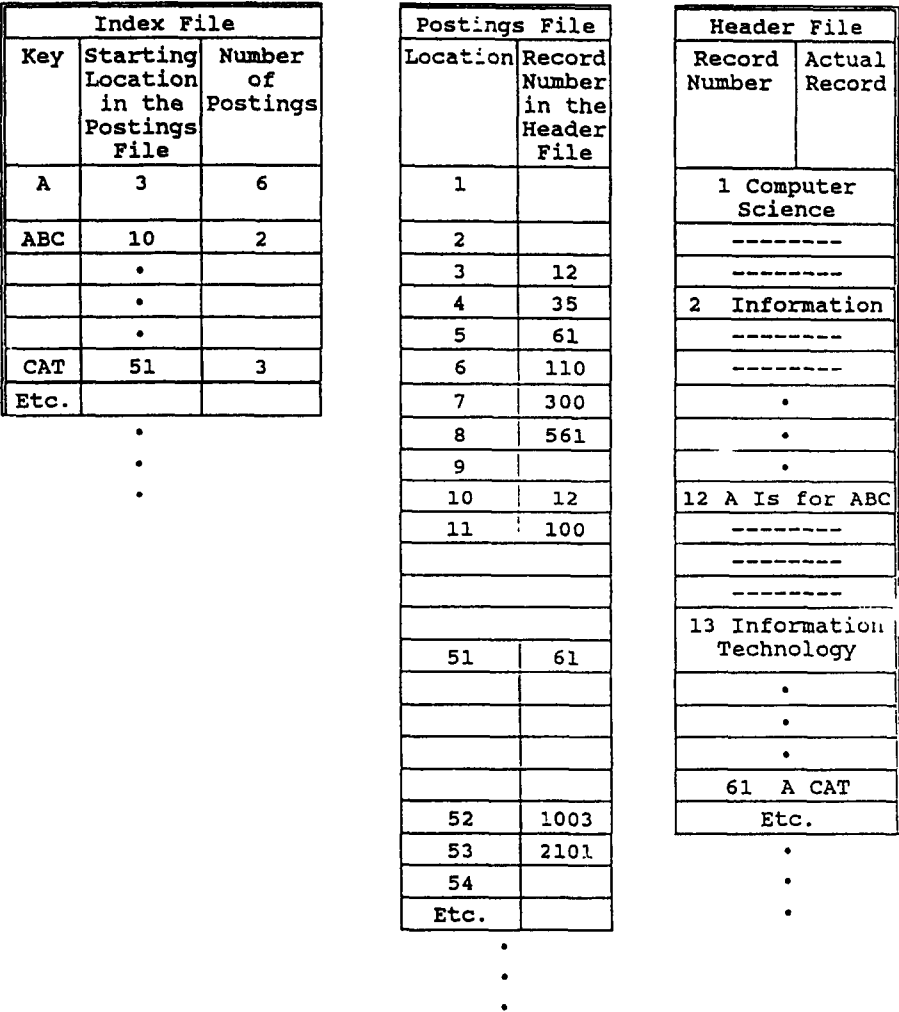 Index File
Key Starting Location in the Postings File Number of Postings
A 3 6
ABC 10 2
•
•
•
CAT 51 3
Etc.
•
•
•
Postings File
Location Record Number in the Header File
1
2
3 12
4 35
5 61
6 110
7 300
8 561
9
10 12
11 100
51 61
52 1003
53 2101
54
Etc.
•
•
•
Header File
Record Number Actual Record
1 Computer Science
--------
--------
2 Information
--------
--------
•
•
•
12 A Is for ABC
--------
--------
--------
13 Information Technology
•
•
•
61 A CAT
Etc.
•
•
•